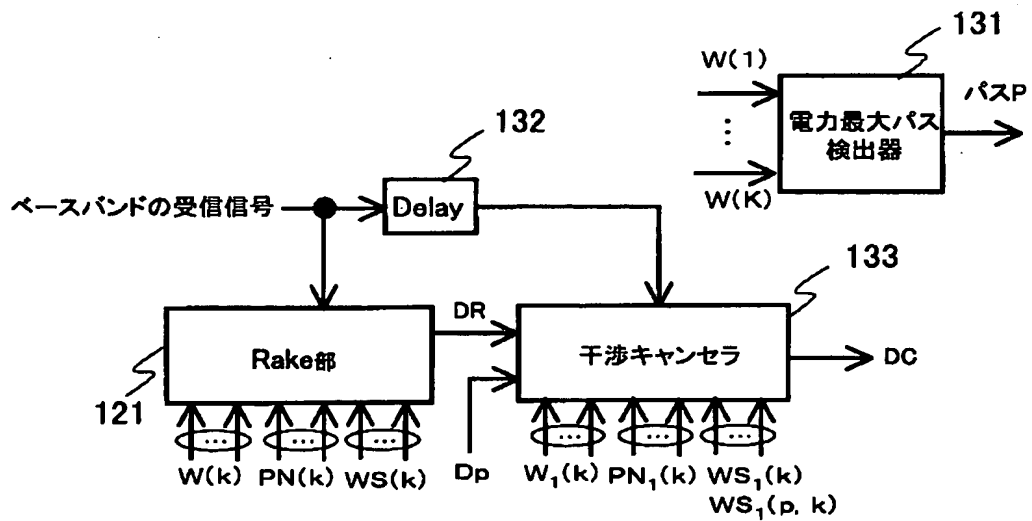 131
W(1)
パスP
電力最大パス
検出器
⋮
W(K)
132
ベースバンドの受信信号
Delay
133
DR
Rake部
干渉キャンセラ
DC
121
Dp
… … …
W(k) PN(k) WS(k)
… … …
W₁(k) PN₁(k) WS₁(k)
WS₁(p, k)